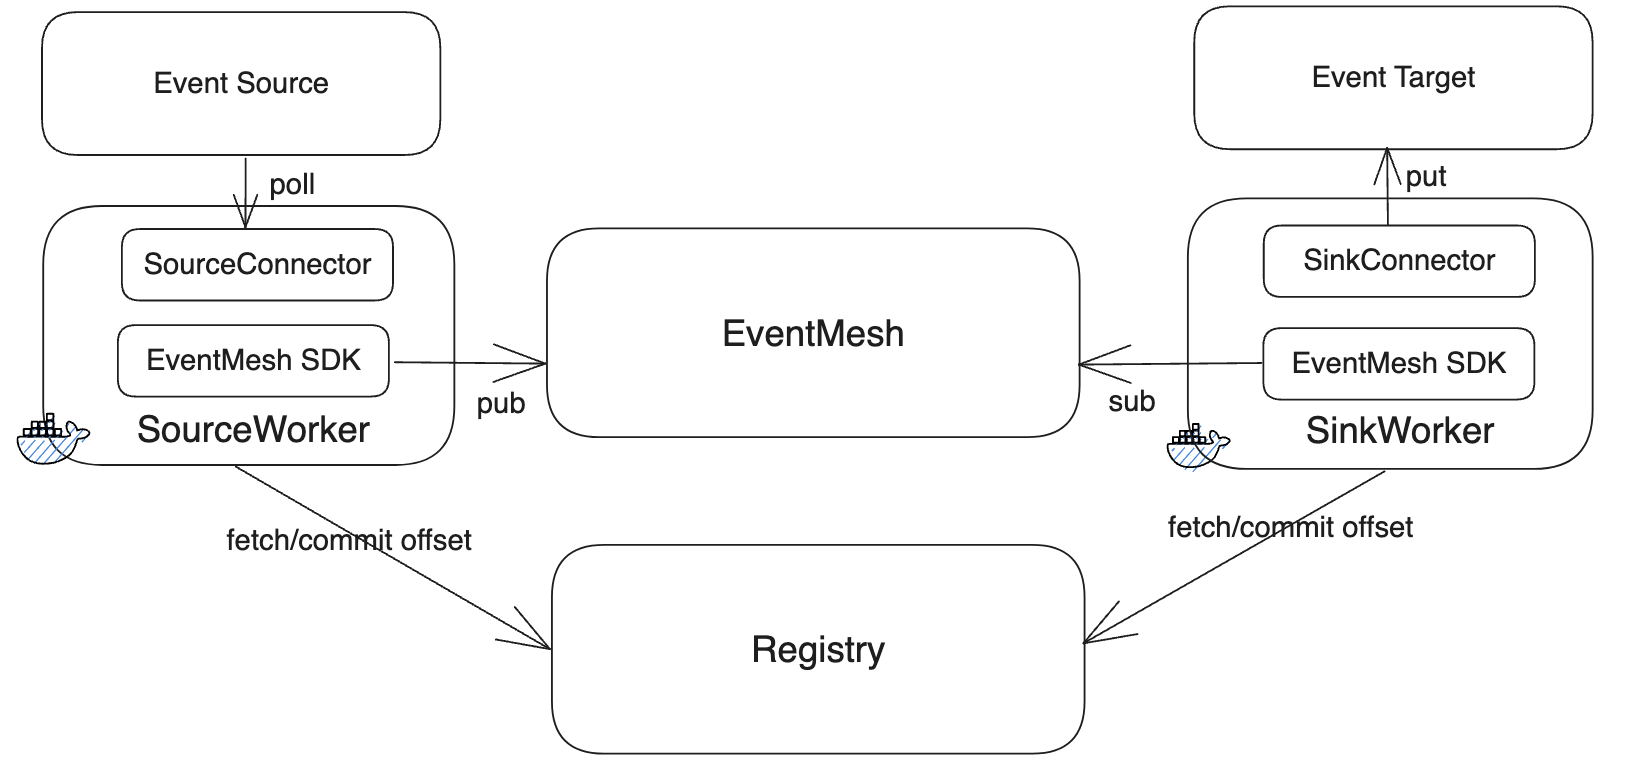 Event Source
Event Target
poll
put
SourceConnector
SinkConnector
EventMesh
EventMesh SDK
EventMesh SDK
pub
sub
SourceWorker
SinkWorker
fetch/commit offset
fetch/commit offset
Registry